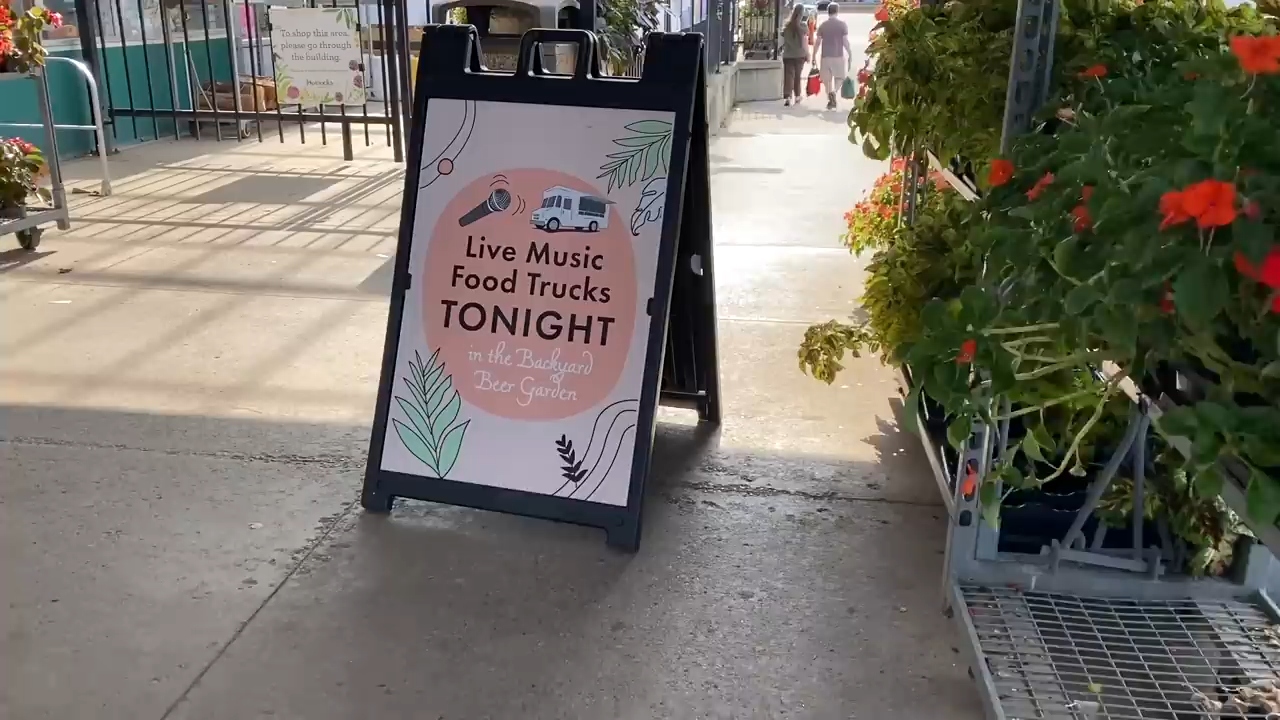 To shop this area,
please go through
the building.
Live Music
Food Trucks
TONIGHT
in the Backyard
Beer Garden